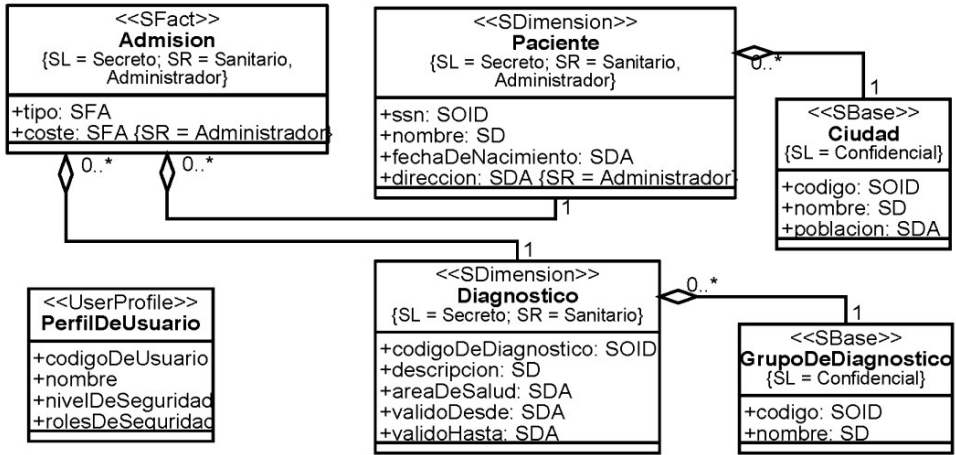 <<SFact>>
Admision
{SL = Secreto; SR = Sanitario,
Administrador}
+tipo: SFA
+coste: SFA {SR = Administrador}
0..*
0..*
<<SDimension>>
Paciente
{SL = Secreto; SR = Sanitario,
Administrador}
+ssn: SOID
+nombre: SD
+fechaDeNacimiento: SDA
+direccion: SDA {SR = Administrador}
1
0..*
1
<<SBase>>
Ciudad
{SL = Confidencial}
+codigo: SOID
+nombre: SD
+poblacion: SDA
<<UserProfile>>
PerfilDeUsuario
+codigoDeUsuario
+nombre
+nivelDeSeguridad
+rolesDeSeguridad
1
<<SDimension>>
Diagnostico
{SL = Secreto; SR = Sanitario}
+codigoDeDiagnostico: SOID
+descripcion: SD
+areaDeSalud: SDA
+validoDesde: SDA
+validoHasta: SDA
0..*
1
<<SBase>>
GrupoDeDiagnostico
{SL = Confidencial}
+codigo: SOID
+nombre: SD